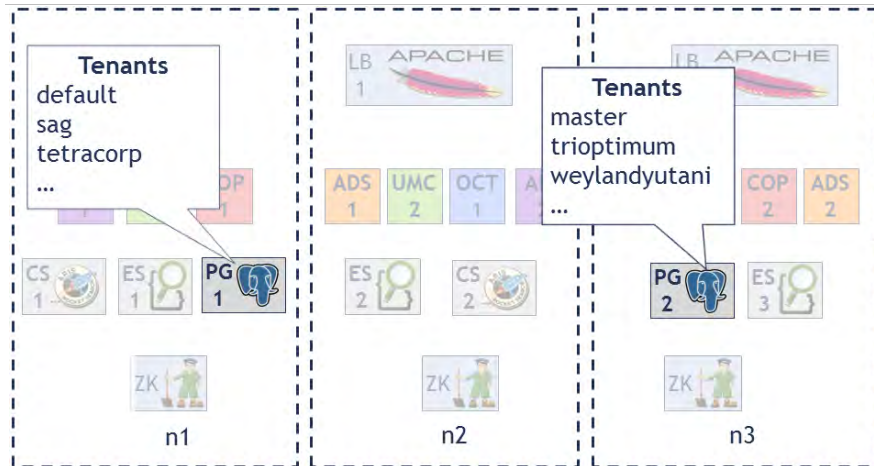 Tenants
default
sag
tetracorp
...
LB
1
APACHE
Tenants
master
trioptimum
weylandyutani
...
LB
APACHE
1
OP
1
ADS
1
UMC
2
OCT
1
COP
2
ADS
2
CS
1
ES
1
PG
1
ES
2
CS
2
PG
2
ES
3
ZK
ZK
ZK
n1
n2
n3